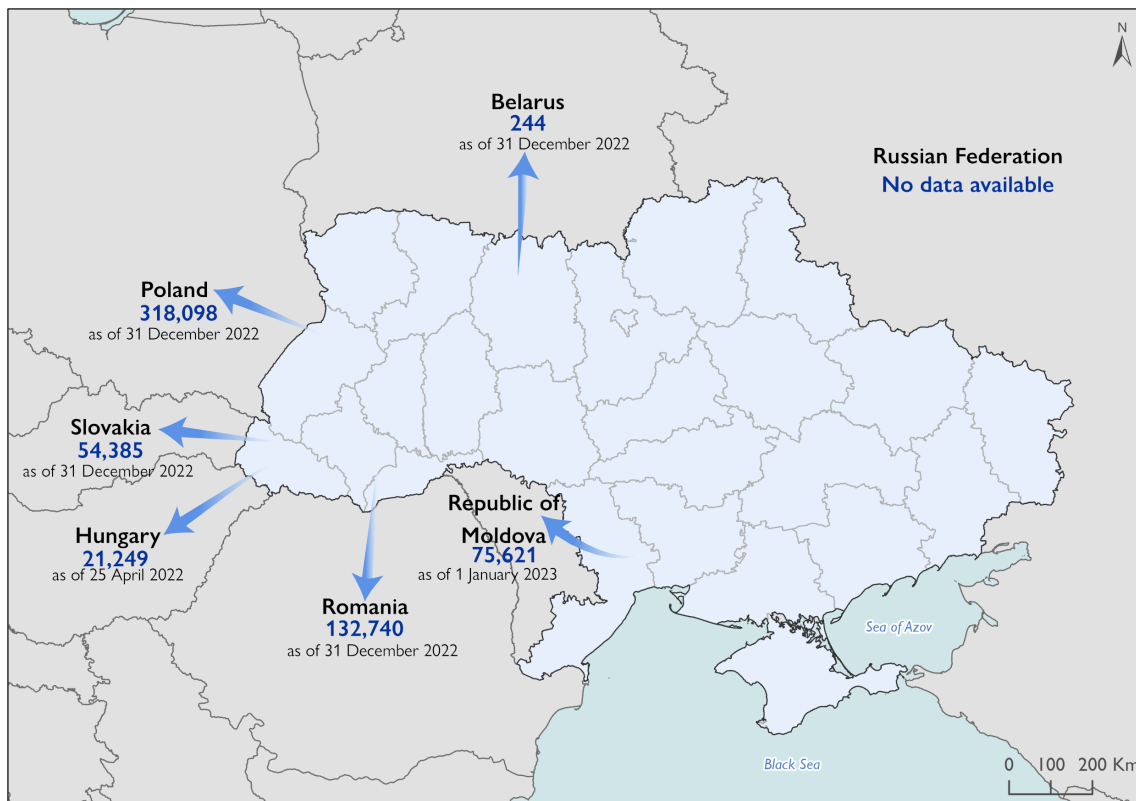 N
Belarus
244
as of 31 December 2022
Russian Federation
No data available
Poland
318,098
as of 31 December 2022
Slovakia
54,385
as of 31 December 2022
Hungary
21,249
as of 25 April 2022
Republic of
Moldova
75,621
as of 1 January 2023
Romania
132,740
as of 31 December 2022
Sea of Azov
Black Sea
0 100 200 Km